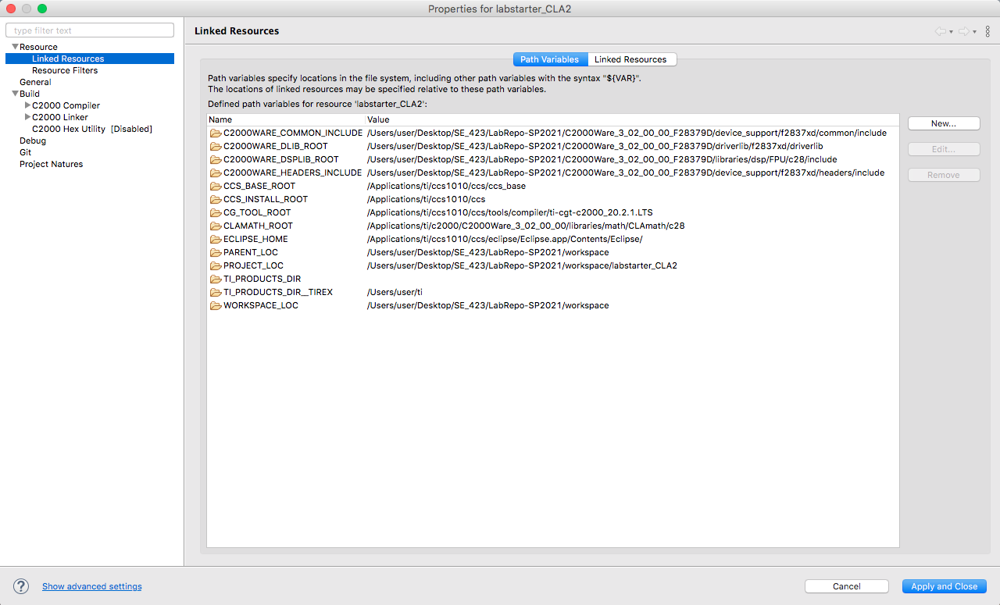 Properties for labstarter_CLA2
type filter text
Resource
Linked Resources
Resource Filters
General
Build
C2000 Compiler
C2000 Linker
C2000 Hex Utility [Disabled]
Debug
Git
Project Natures
Linked Resources
Path Variables Linked Resources
Path variables specify locations in the file system, including other path variables with the syntax "${VAR}".
The locations of linked resources may be specified relative to these path variables.
Defined path variables for resource 'labstarter_CLA2':
Name Value
C2000WARE_COMMON_INCLUDE /Users/user/Desktop/SE_423/LabRepo-SP2021/C2000Ware_3_02_00_00_F28379D/device_support/f2837xd/common/include
C2000WARE_DLIB_ROOT /Users/user/Desktop/SE_423/LabRepo-SP2021/C2000Ware_3_02_00_00_F28379D/driverlib/f2837xd/driverlib
C2000WARE_DSPLIB_ROOT /Users/user/Desktop/SE_423/LabRepo-SP2021/C2000Ware_3_02_00_00_F28379D/libraries/dsp/FPU/c28/include
C2000WARE_HEADERS_INCLUDE /Users/user/Desktop/SE_423/LabRepo-SP2021/C2000Ware_3_02_00_00_F28379D/device_support/f2837xd/headers/include
CCS_BASE_ROOT /Applications/ti/ccs1010/ccs/ccs_base
CCS_INSTALL_ROOT /Applications/ti/ccs1010/ccs
CG_TOOL_ROOT /Applications/ti/ccs1010/ccs/tools/compiler/ti-cgt-c2000_20.2.1.LTS
CLAMATH_ROOT /Applications/ti/c2000/C2000Ware_3_02_00_00/libraries/math/CLAmath/c28
ECLIPSE_HOME /Applications/ti/ccs1010/ccs/eclipse/Eclipse.app/Contents/Eclipse/
PARENT_LOC /Users/user/Desktop/SE_423/LabRepo-SP2021/workspace
PROJECT_LOC /Users/user/Desktop/SE_423/LabRepo-SP2021/workspace/labstarter_CLA2
TI_PRODUCTS_DIR
TI_PRODUCTS_DIR__TIREX /Users/user/ti
WORKSPACE_LOC /Users/user/Desktop/SE_423/LabRepo-SP2021/workspace
New...
Edit...
Remove
? Show advanced settings
Cancel Apply and Close